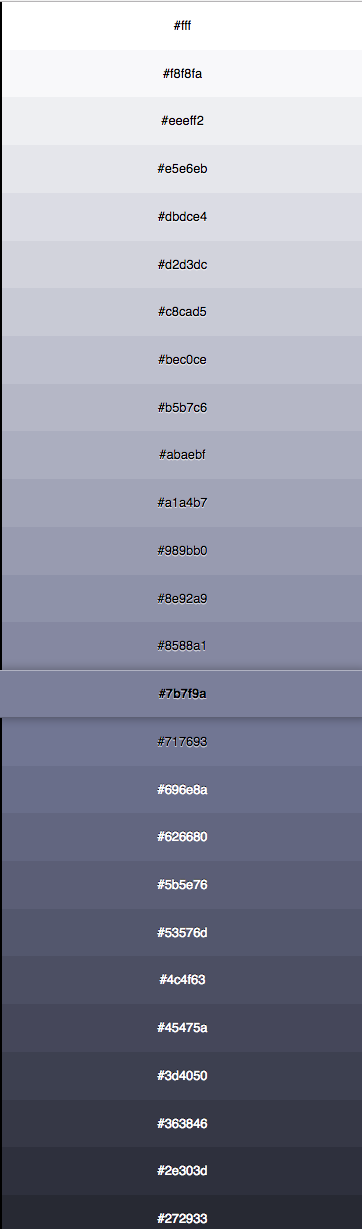 #fff
#f8f8fa
#eeeff2
#e5e6eb
#dbdce4
#d2d3dc
#c8cad5
#bec0ce
#b5b7c6
#abaebf
#a1a4b7
#989bb0
#8e92a9
#8588a1
#7b7f9a
#717693
#696e8a
#626680
#5b5e76
#53576d
#4c4f63
#45475a
#3d4050
#363846
#2e303d
#272933